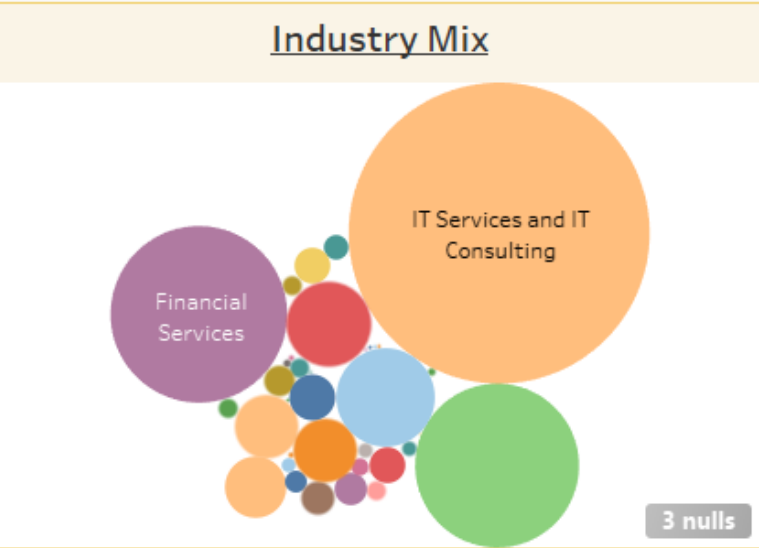 Industry Mix
IT Services and IT
Consulting
Financial
Services
3 nulls